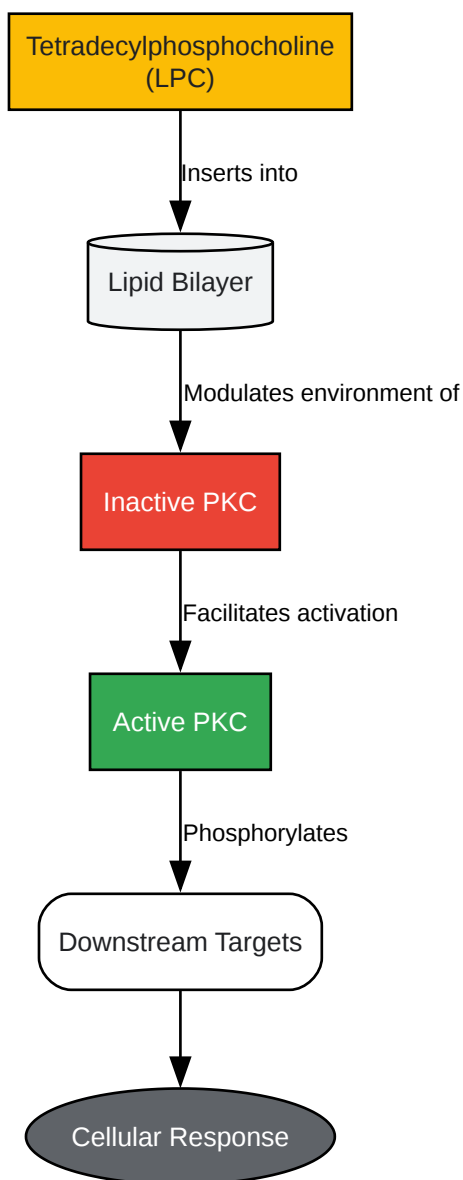 Tetradecylphosphocholine
(LPC)
Inserts into
Lipid Bilayer
Modulates environment of
Inactive PKC
Facilitates activation
Active PKC
Phosphorylates
Downstream Targets
Cellular Response